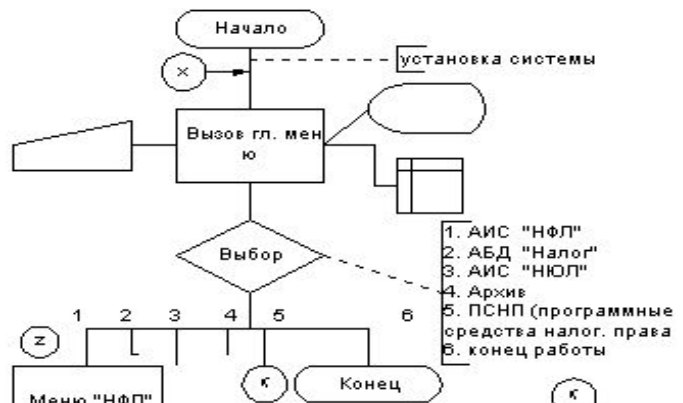 Начало
x
установка системы
Вызов гл. мен
ю
Выбор
1. АИС "НФЛ"
2. АБД "Налог"
3. АИС "НЮЛ"
4. Архив
5. ПСНП (программные
средства налог. права
6. конец работы
1 2 3 4 5 6
z
Меню "НФЛ"
к
Конец
к